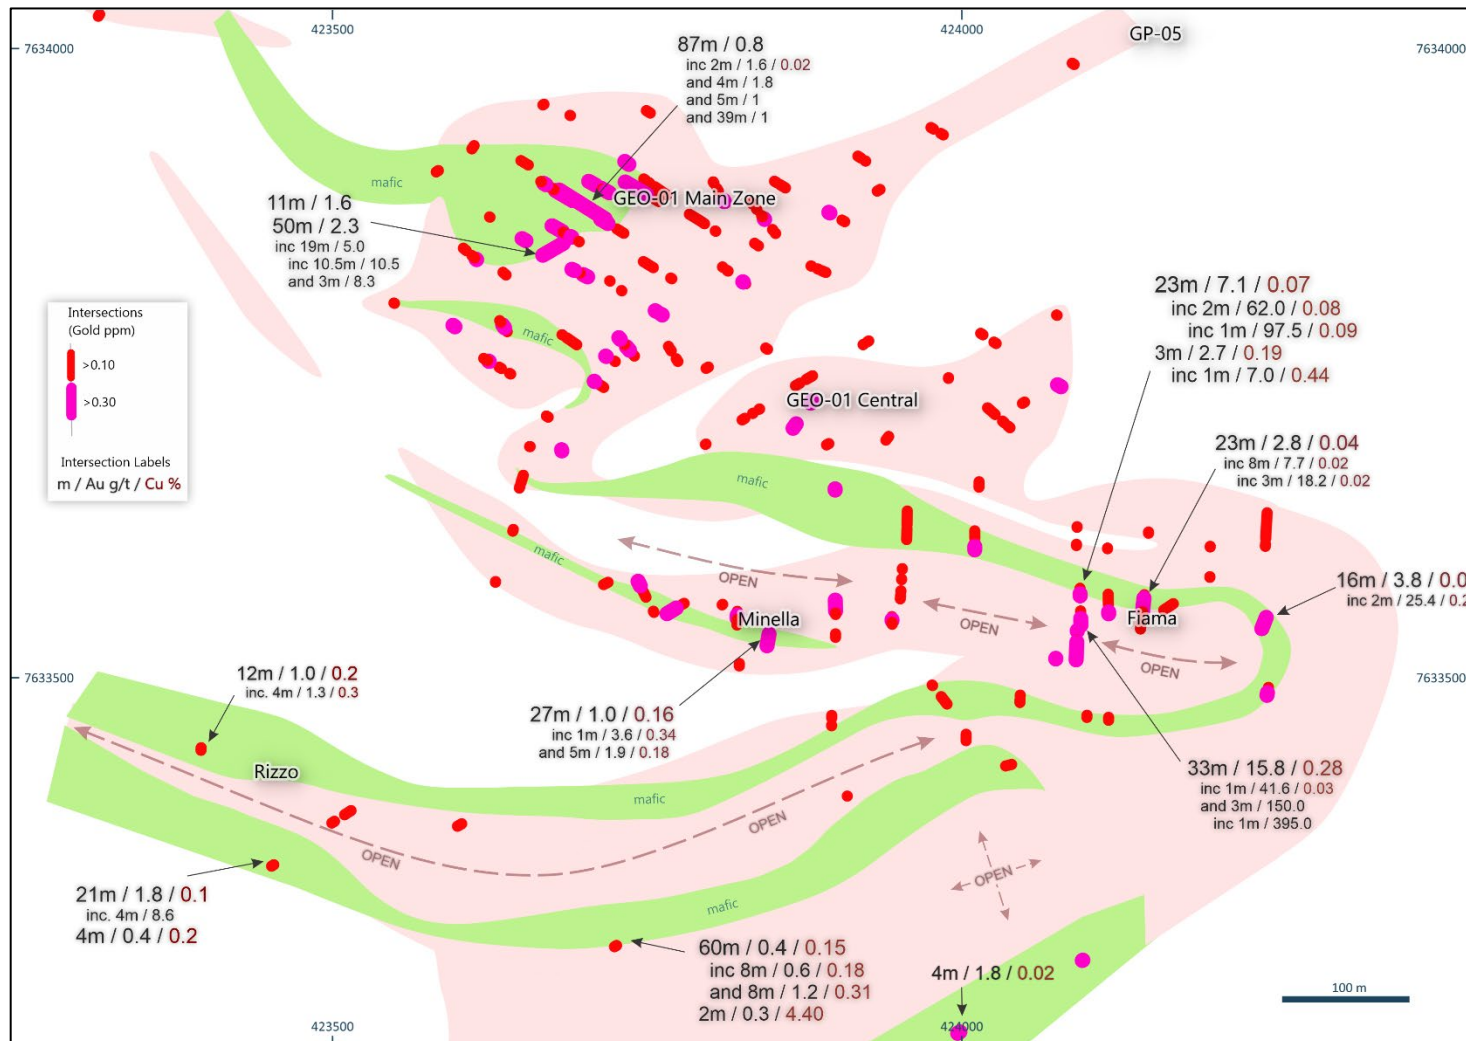 423500
424000
GP-05
7634000
7634000
87m / 0.8
inc 2m / 1.6 / 0.02
and 4m / 1.8
and 5m / 1
and 39m / 1
mafic
GEO-01 Main Zone
11m / 1.6
50m / 2.3
inc 19m / 5.0
inc 10.5m / 10.5
and 3m / 8.3
23m / 7.1 / 0.07
inc 2m / 62.0 / 0.08
inc 1m / 97.5 / 0.09
3m / 2.7 / 0.19
inc 1m / 7.0 / 0.44
Intersections
(Gold ppm)
>0.10
>0.30
Intersection Labels
m / Au g/t / Cu %
mafic
GEO-01 Central
23m / 2.8 / 0.04
inc 8m / 7.7 / 0.02
inc 3m / 18.2 / 0.02
mafic
mafic
OPEN
16m / 3.8 / 0.0
inc 2m / 25.4 / 0.2
Minella
OPEN
Fiama
OPEN
12m / 1.0 / 0.2
inc. 4m / 1.3 / 0.3
7633500
7633500
27m / 1.0 / 0.16
inc 1m / 3.6 / 0.34
and 5m / 1.9 / 0.18
Rizzo
33m / 15.8 / 0.28
inc 1m / 41.6 / 0.03
and 3m / 150.0
inc 1m / 395.0
mafic
OPEN
OPEN
OPEN
21m / 1.8 / 0.1
inc. 4m / 8.6
4m / 0.4 / 0.2
mafic
60m / 0.4 / 0.15
inc 8m / 0.6 / 0.18
and 8m / 1.2 / 0.31
2m / 0.3 / 4.40
4m / 1.8 / 0.02
100 m
423500
424000